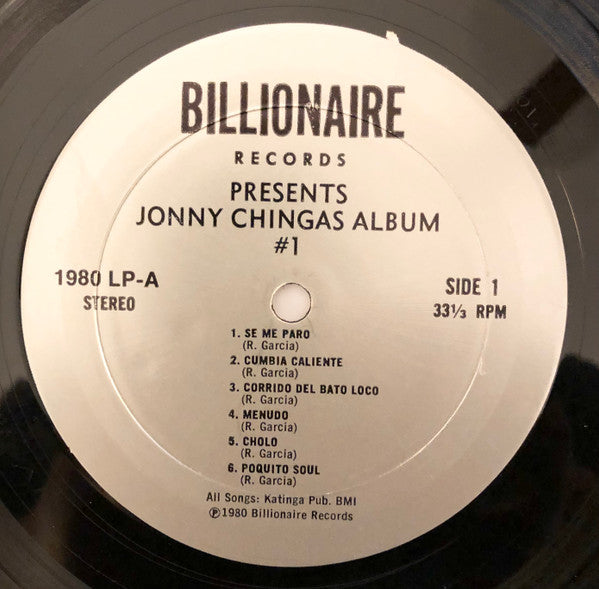 BILLIONAIRE
RECORDS
PRESENTS
JONNY CHINGAS ALBUM
#1
1980 LP-A
STEREO
SIDE 1
33⅓ RPM
1. SE ME PARO
(R. Garcia)
2. CUMBIA CALIENTE
(R. Garcia)
3. CORRIDO DEL BATO LOCO
(R. Garcia)
4. MENUDO
(R. Garcia)
5. CHOLO
(R. Garcia)
6. POQUITO SOUL
(R. Garcia)
All Songs: Katinga Pub. BMI
℗1980 Billionaire Records